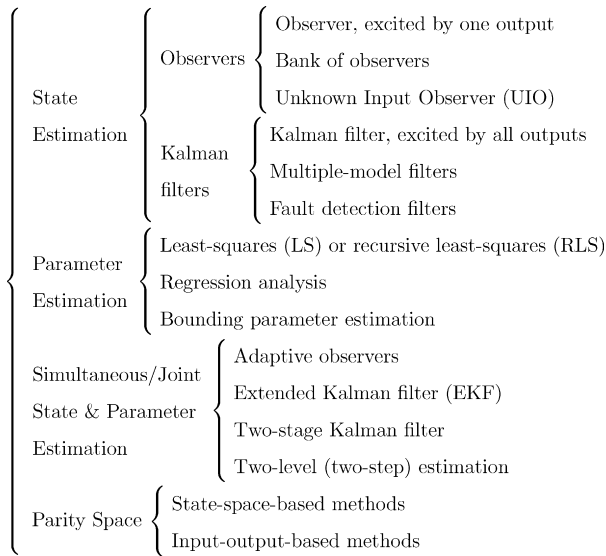 State
Estimation
Observers
Observer, excited by one output
Bank of observers
Unknown Input Observer (UIO)
Kalman
filters
Kalman filter, excited by all outputs
Multiple-model filters
Fault detection filters
Parameter
Estimation
Least-squares (LS) or recursive least-squares (RLS)
Regression analysis
Bounding parameter estimation
Simultaneous/Joint
State & Parameter
Estimation
Adaptive observers
Extended Kalman filter (EKF)
Two-stage Kalman filter
Two-level (two-step) estimation
Parity Space
State-space-based methods
Input-output-based methods